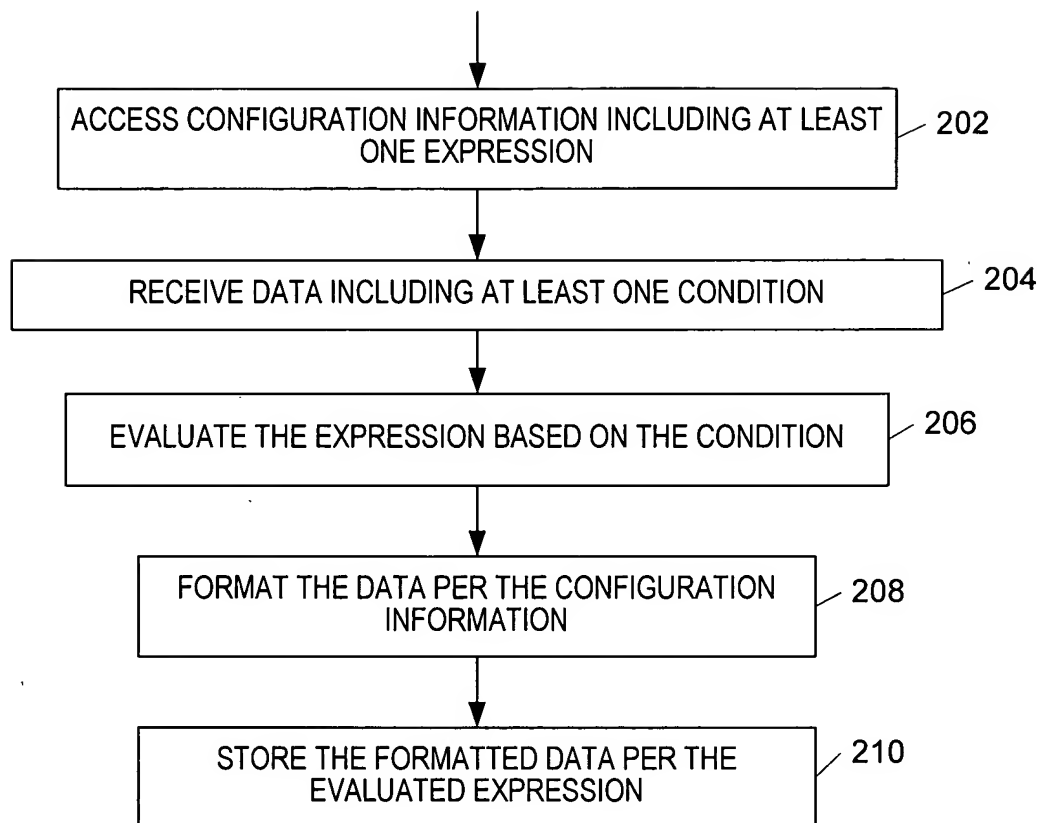 ACCESS CONFIGURATION INFORMATION INCLUDING AT LEAST
ONE EXPRESSION
202
RECEIVE DATA INCLUDING AT LEAST ONE CONDITION
204
EVALUATE THE EXPRESSION BASED ON THE CONDITION
206
FORMAT THE DATA PER THE CONFIGURATION
INFORMATION
208
STORE THE FORMATTED DATA PER THE
EVALUATED EXPRESSION
210